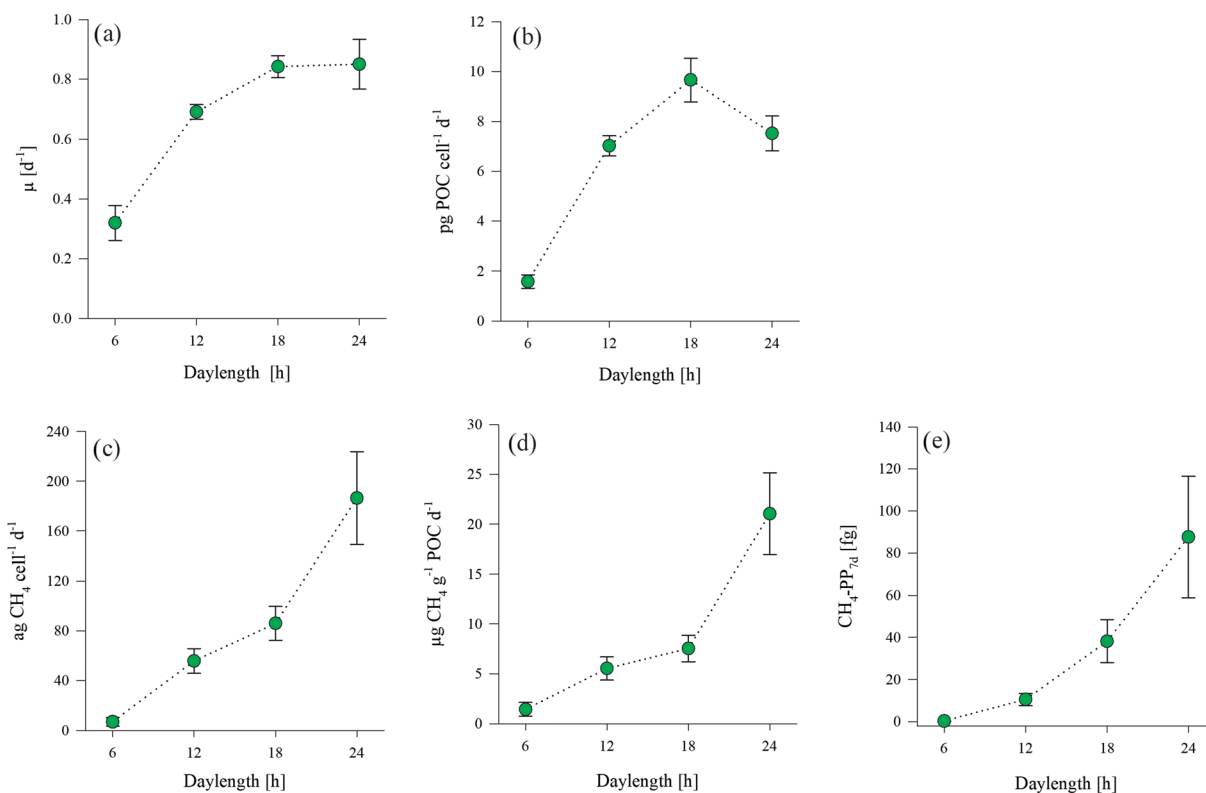 (a)
μ [d⁻¹]
1.0
0.8
0.6
0.4
0.2
0.0
6 12 18 24
Daylength [h]
(b)
pg POC cell⁻¹ d⁻¹
12
10
8
6
4
2
0
6 12 18 24
Daylength [h]
(c)
ag CH₄ cell⁻¹ d⁻¹
240
200
160
120
80
40
0
6 12 18 24
Daylength [h]
(d)
μg CH₄ g⁻¹ POC d⁻¹
30
25
20
15
10
5
0
6 12 18 24
Daylength [h]
(e)
CH₄-PP₇d [fg]
140
120
100
80
60
40
20
0
6 12 18 24
Daylength [h]